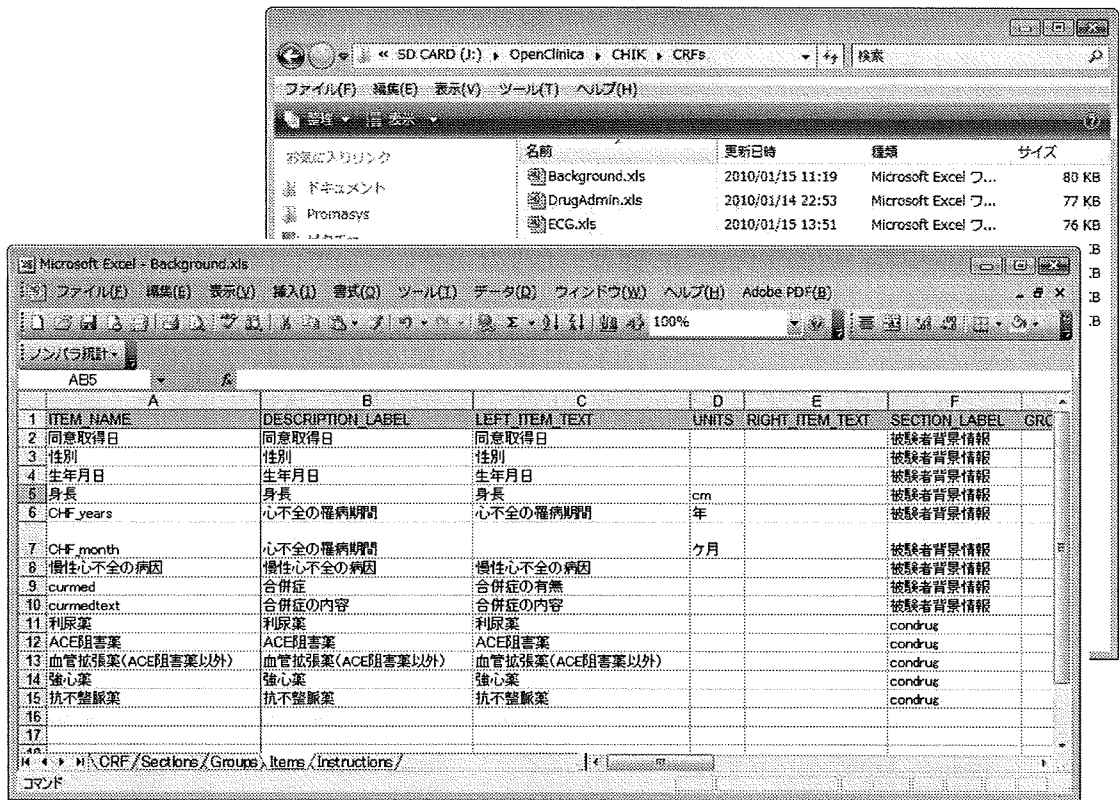 « SD CARD (J:) ▸ OpenClinica ▸ CHIK ▸ CRFs 検索
ファイル(F) 編集(E) 表示(V) ツール(T) ヘルプ(H)
整理 表示
お気に入りリンク 名前 更新日時 種類 サイズ
ドキュメント Background.xls 2010/01/15 11:19 Microsoft Excel ワ... 80 KB
Promasys DrugAdmin.xls 2010/01/14 22:53 Microsoft Excel ワ... 77 KB
ECG.xls 2010/01/15 13:51 Microsoft Excel ワ... 76 KB
Microsoft Excel - Background.xls
ファイル(F) 編集(E) 表示(V) 挿入(I) 書式(O) ツール(T) データ(D) ウィンドウ(W) ヘルプ(H) Adobe PDF(B)
100%
ノンパラ統計
AB5 fx
A B C D E F
1 ITEM_NAME DESCRIPTION_LABEL LEFT_ITEM_TEXT UNITS RIGHT_ITEM_TEXT SECTION_LABEL GRO
2 同意取得日 同意取得日 同意取得日 被験者背景情報
3 性別 性別 性別 被験者背景情報
4 生年月日 生年月日 生年月日 被験者背景情報
5 身長 身長 身長 cm 被験者背景情報
6 CHF_years 心不全の罹病期間 心不全の罹病期間 年 被験者背景情報
7 CHF_month 心不全の罹病期間 ケ月 被験者背景情報
8 慢性心不全の病因 慢性心不全の病因 慢性心不全の病因 被験者背景情報
9 curmed 合併症 合併症の有無 被験者背景情報
10 curmedtext 合併症の内容 合併症の内容 被験者背景情報
11 利尿薬 利尿薬 利尿薬 condrug
12 ACE阻害薬 ACE阻害薬 ACE阻害薬 condrug
13 血管拡張薬(ACE阻害薬以外) 血管拡張薬(ACE阻害薬以外) 血管拡張薬(ACE阻害薬以外) condrug
14 強心薬 強心薬 強心薬 condrug
15 抗不整脈薬 抗不整脈薬 抗不整脈薬 condrug
16
17
CRF / Sections / Groups \ Items / Instructions /
コマンド